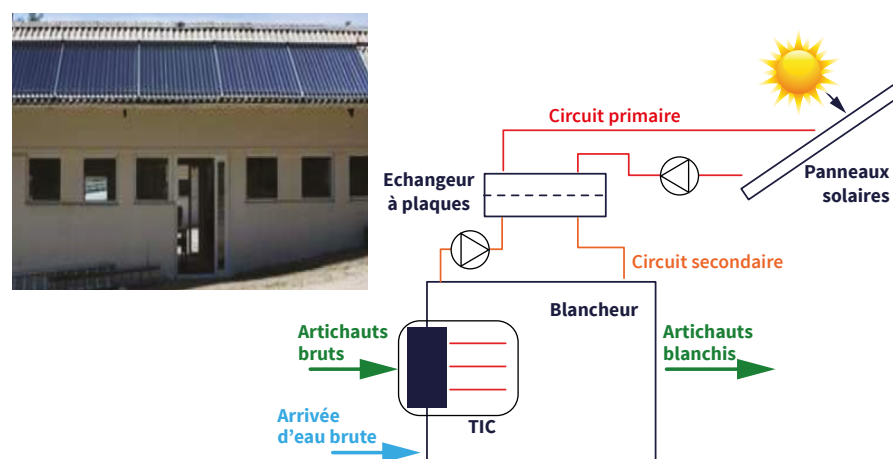 Circuit primaire
Echangeur
à plaques
Panneaux
solaires
Circuit secondaire
Blancheur
Artichauts
bruts
Artichauts
blanchis
TIC
Arrivée
d'eau brute